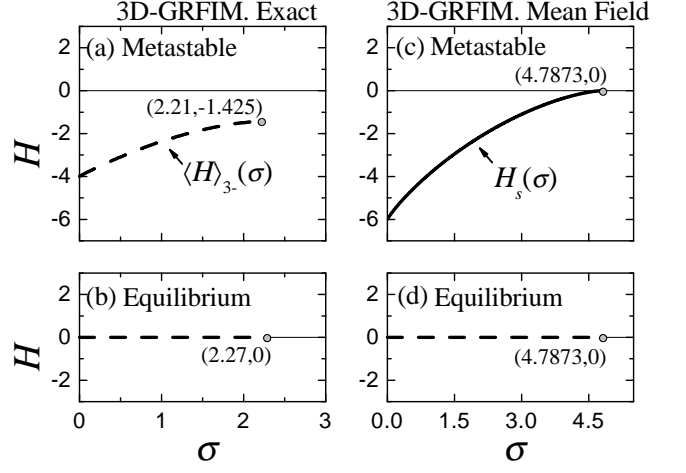 3D-GRFIM. Exact
3D-GRFIM. Mean Field
(a) Metastable
2
0
-2
-4
-6
H
(2.21,-1.425)
⟨H⟩3-(σ)
(c) Metastable
(4.7873,0)
Hs(σ)
(b) Equilibrium
2
0
-2
H
(2.27,0)
0 1 2 3
σ
(d) Equilibrium
(4.7873,0)
0.0 1.5 3.0 4.5
σ